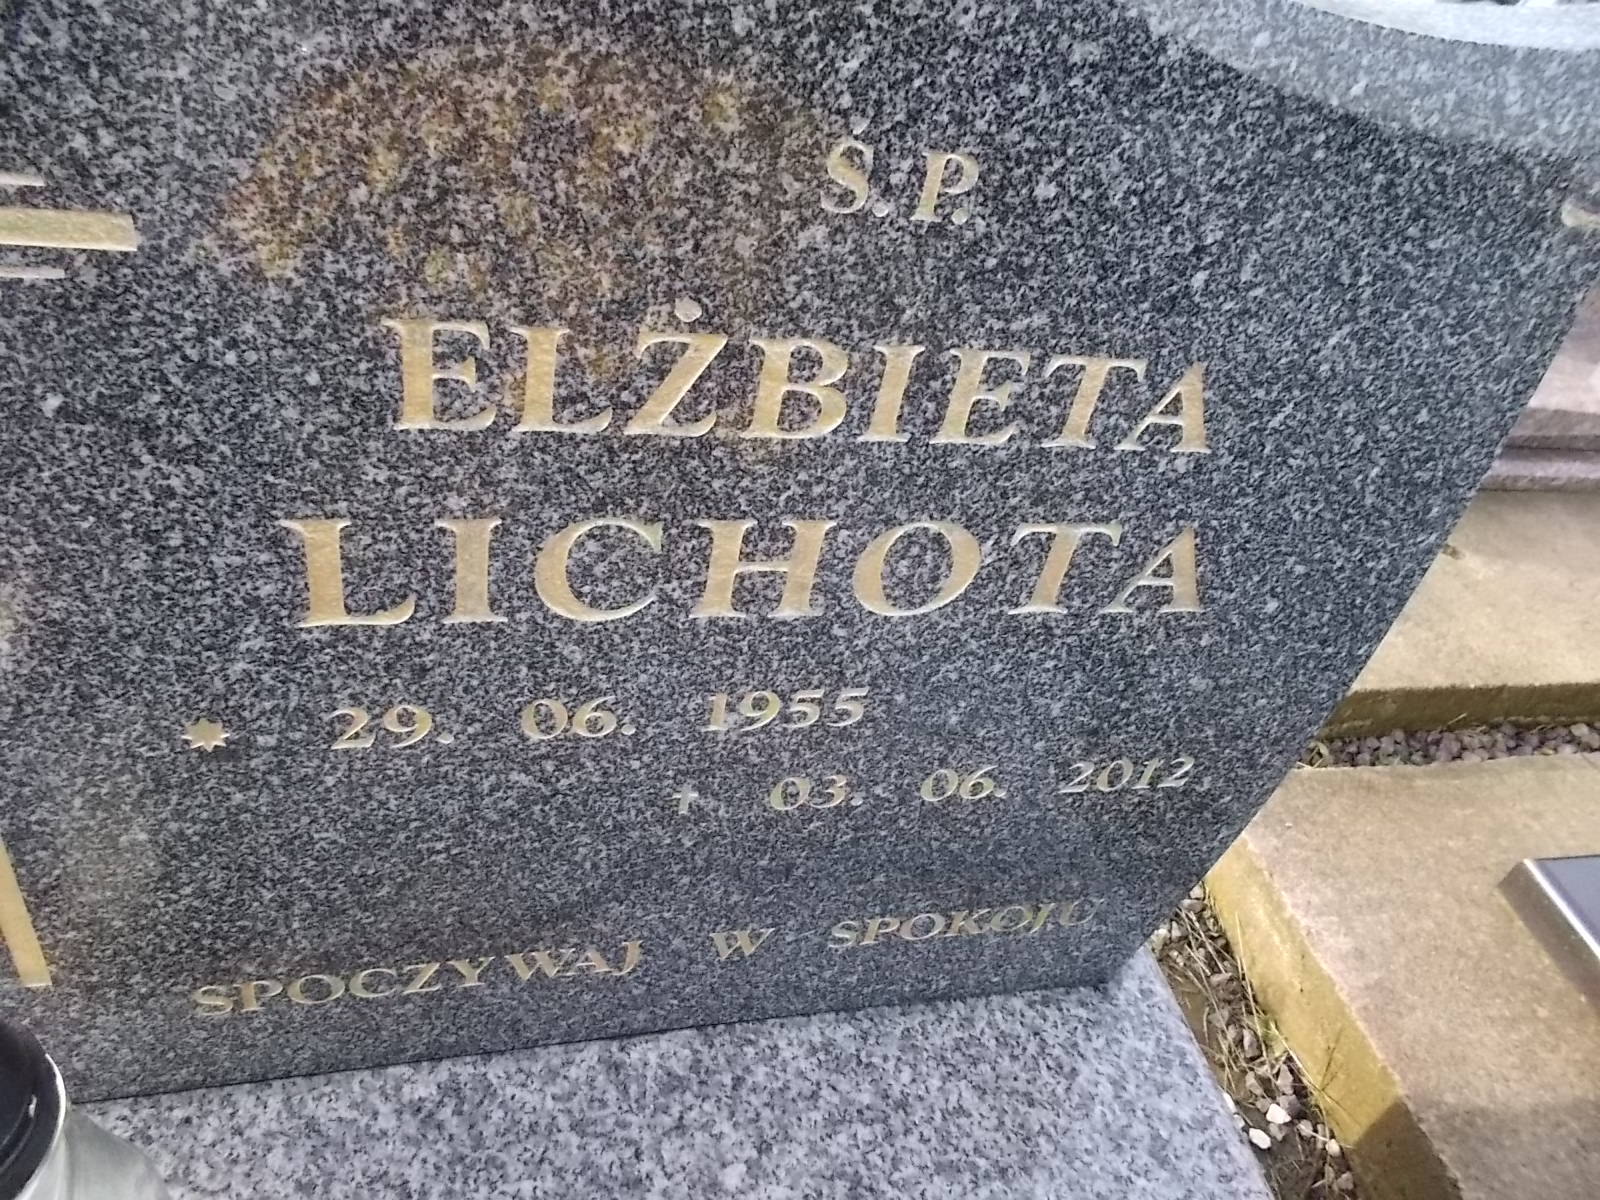 Ś. P.
ELŻBIETA
LICHOTA
* 29. 06. 1955
† 03. 06. 2012
SPOCZYWAJ W SPOKOJU